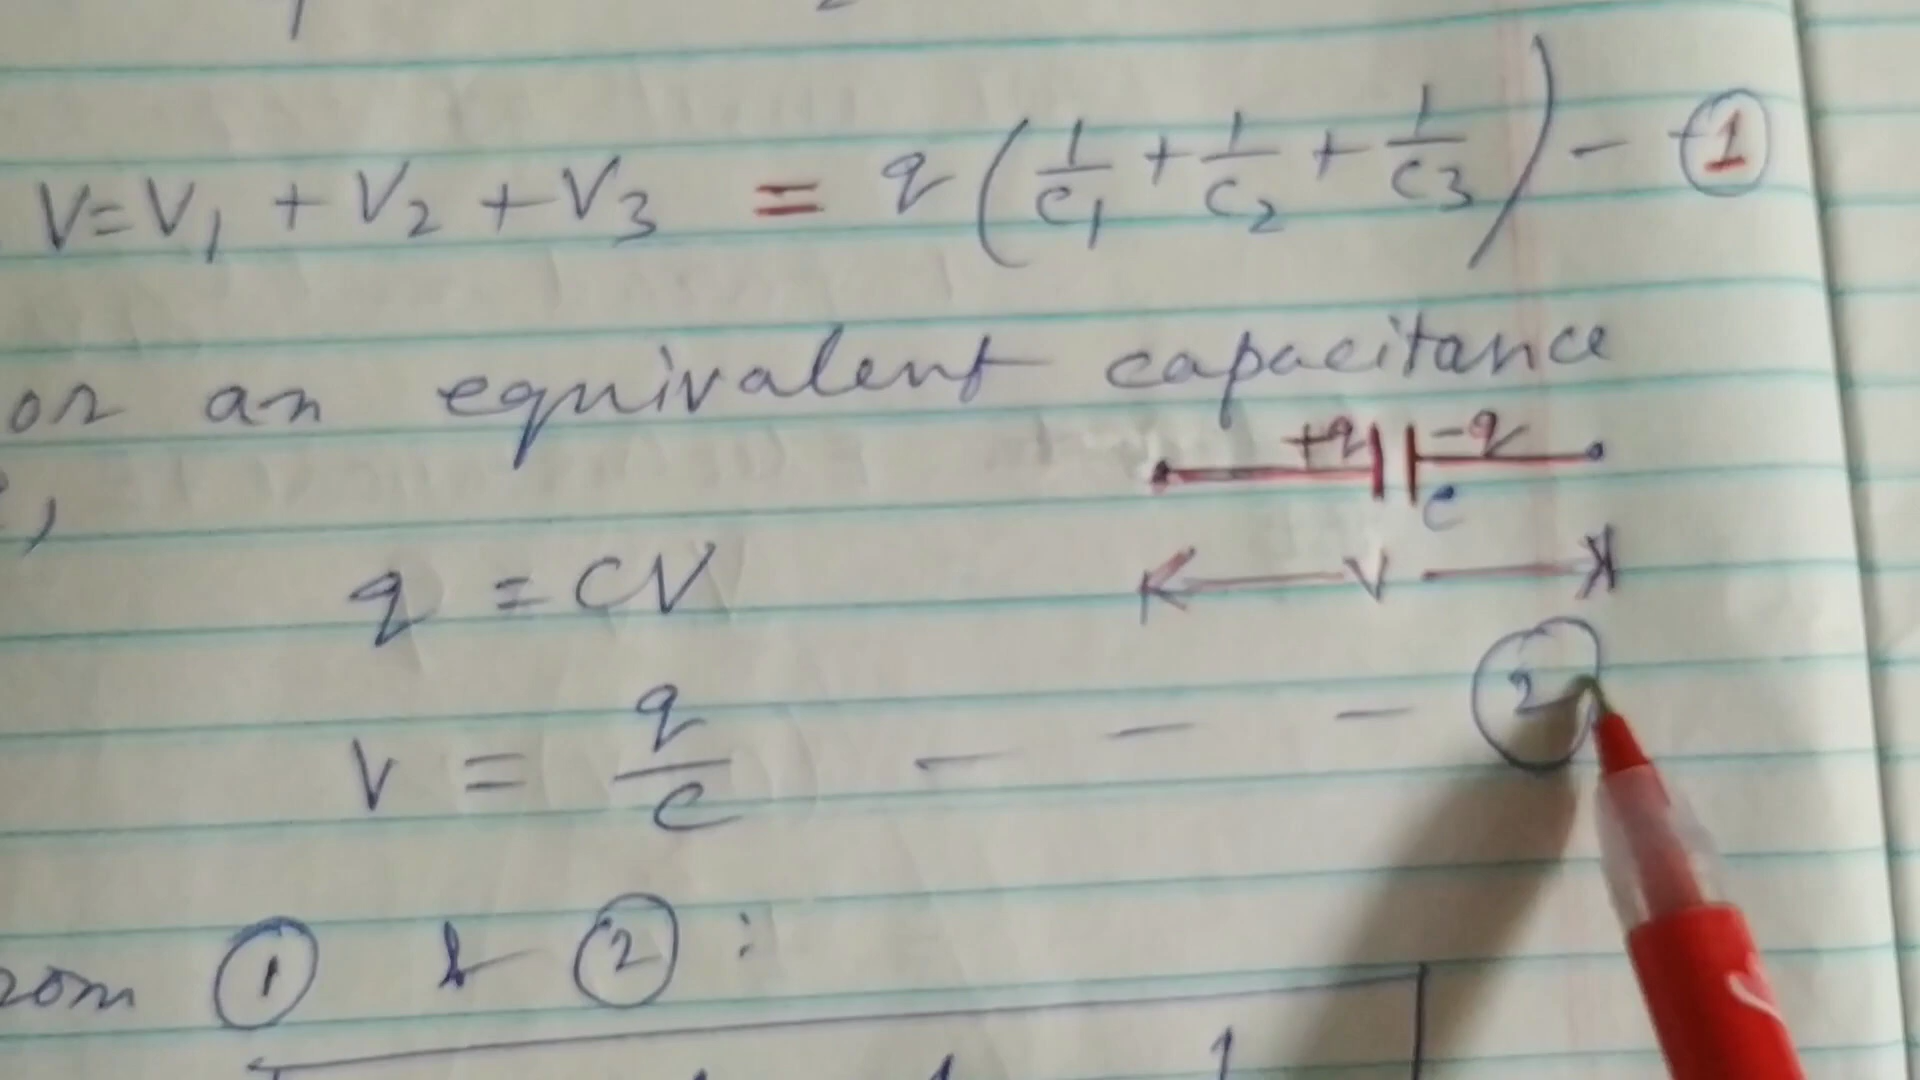 V = V₁ + V₂ + V₃ = q (1/C₁ + 1/C₂ + 1/C₃) - ①
or an equivalent capacitance
+q -q
C
q = CV
V
V = q/C - - - ②
rom ① & ② :